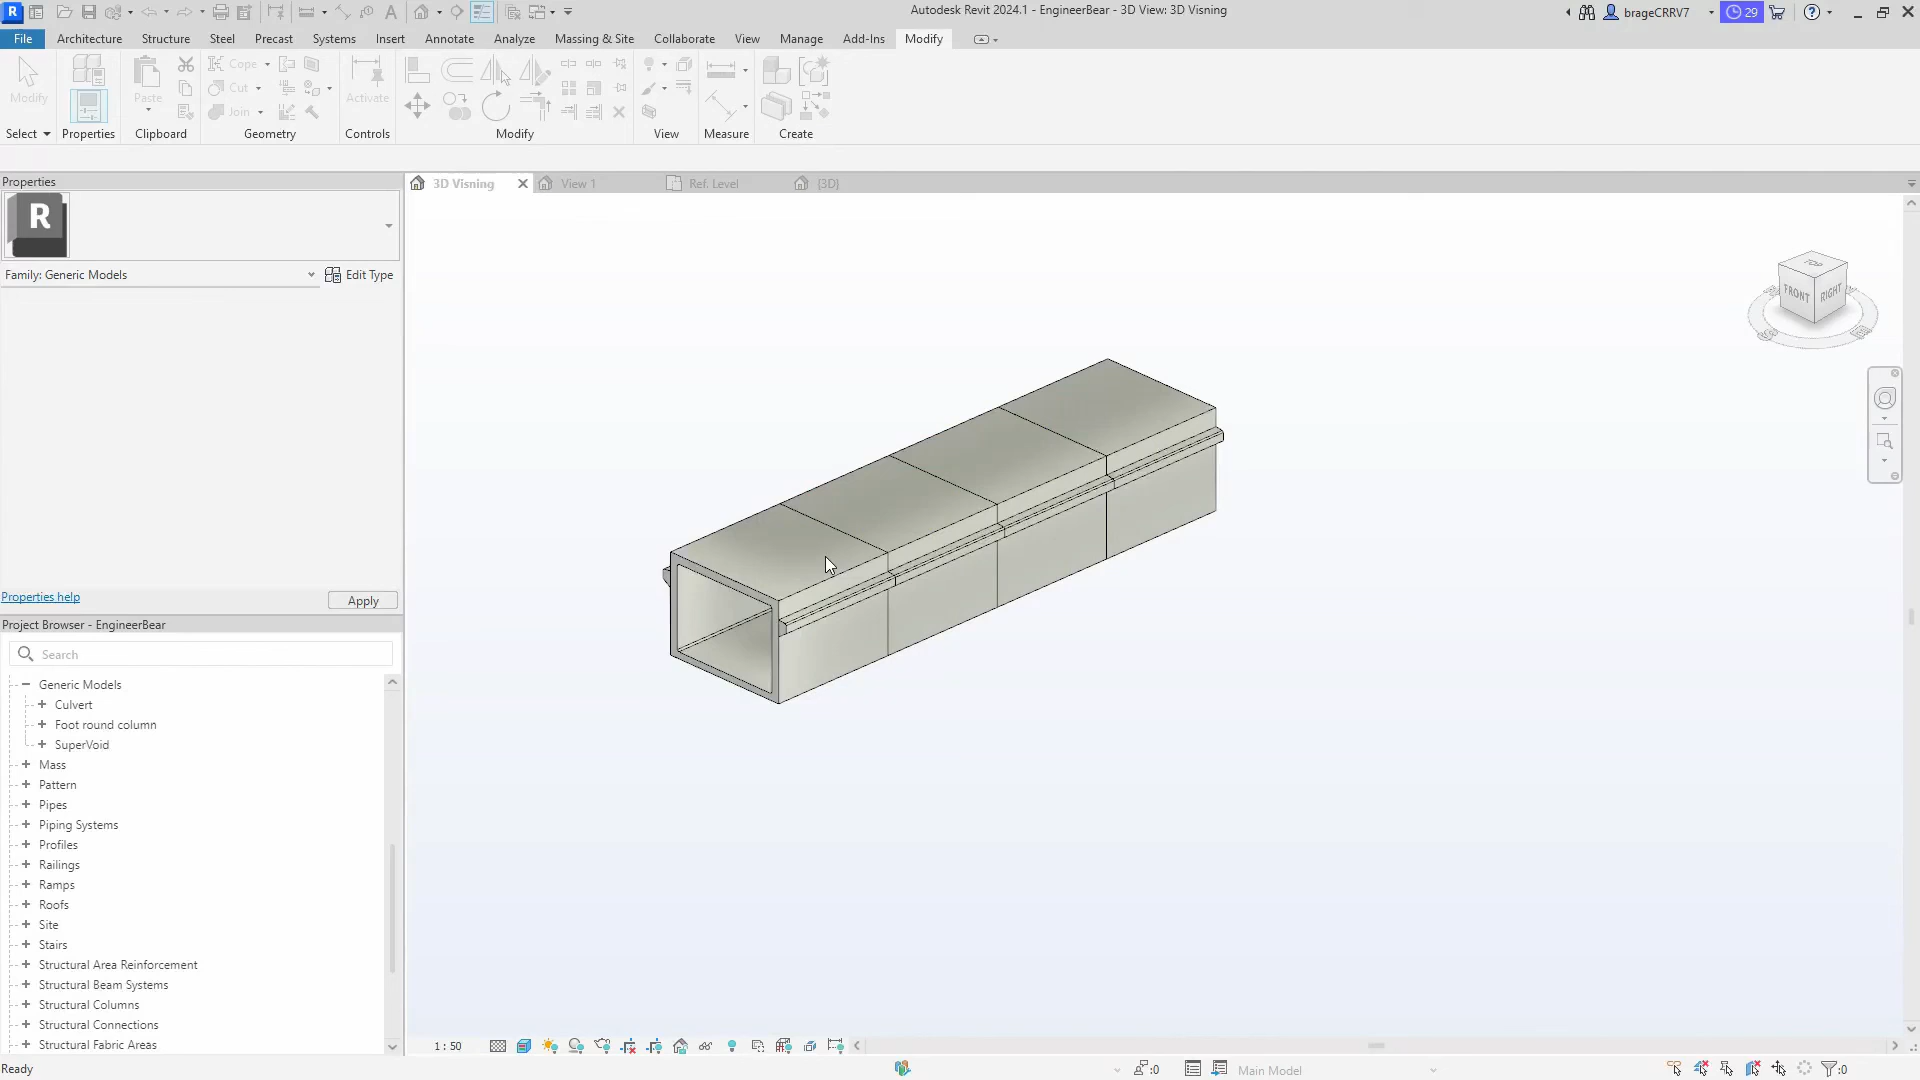 Autodesk Revit 2024.1 - EngineerBear - 3D View: 3D Visning
brageCRRV7
29
File Architecture Structure Steel Precast Systems Insert Annotate Analyze Massing & Site Collaborate View Manage Add-Ins Modify
Modify
Paste
Cope
Cut
Join
Activate
Select Properties Clipboard Geometry Controls Modify View Measure Create
Properties
3D Visning
View 1
Ref. Level
{3D}
R
Family: Generic Models
Edit Type
TOP
FRONT
RIGHT
Properties help
Apply
Project Browser - EngineerBear
Search
Generic Models
Culvert
Foot round column
SuperVoid
Mass
Pattern
Pipes
Piping Systems
Profiles
Railings
Ramps
Roofs
Site
Stairs
Structural Area Reinforcement
Structural Beam Systems
Structural Columns
Structural Connections
Structural Fabric Areas
1 : 50
Ready
:0
Main Model
:0